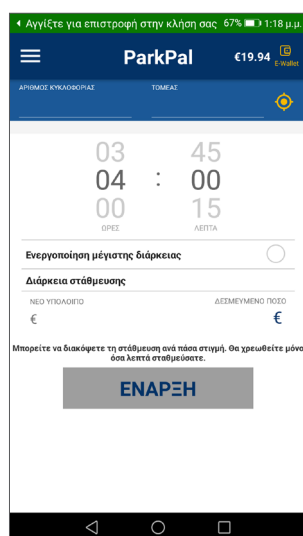 Αγγίξτε για επιστροφή στην κλήση σας 67% 1:18 μ.μ.
ParkPal €19.94
E-Wallet
ΑΡΙΘΜΟΣ ΚΥΚΛΟΦΟΡΙΑΣ ΤΟΜΕΑΣ
03 45
04 : 00
00 15
ΩΡΕΣ ΛΕΠΤΑ
Ενεργοποίηση μέγιστης διάρκειας
Διάρκεια στάθμευσης
ΝΕΟ ΥΠΟΛΟΙΠΟ ΔΕΣΜΕΥΜΕΝΟ ΠΟΣΟ
€ €
Μπορείτε να διακόψετε τη στάθμευση ανά πάσα στιγμή. Θα χρεωθείτε μόνο
όσα λεπτά σταθμεύσατε.
ΕΝΑΡΞΗ